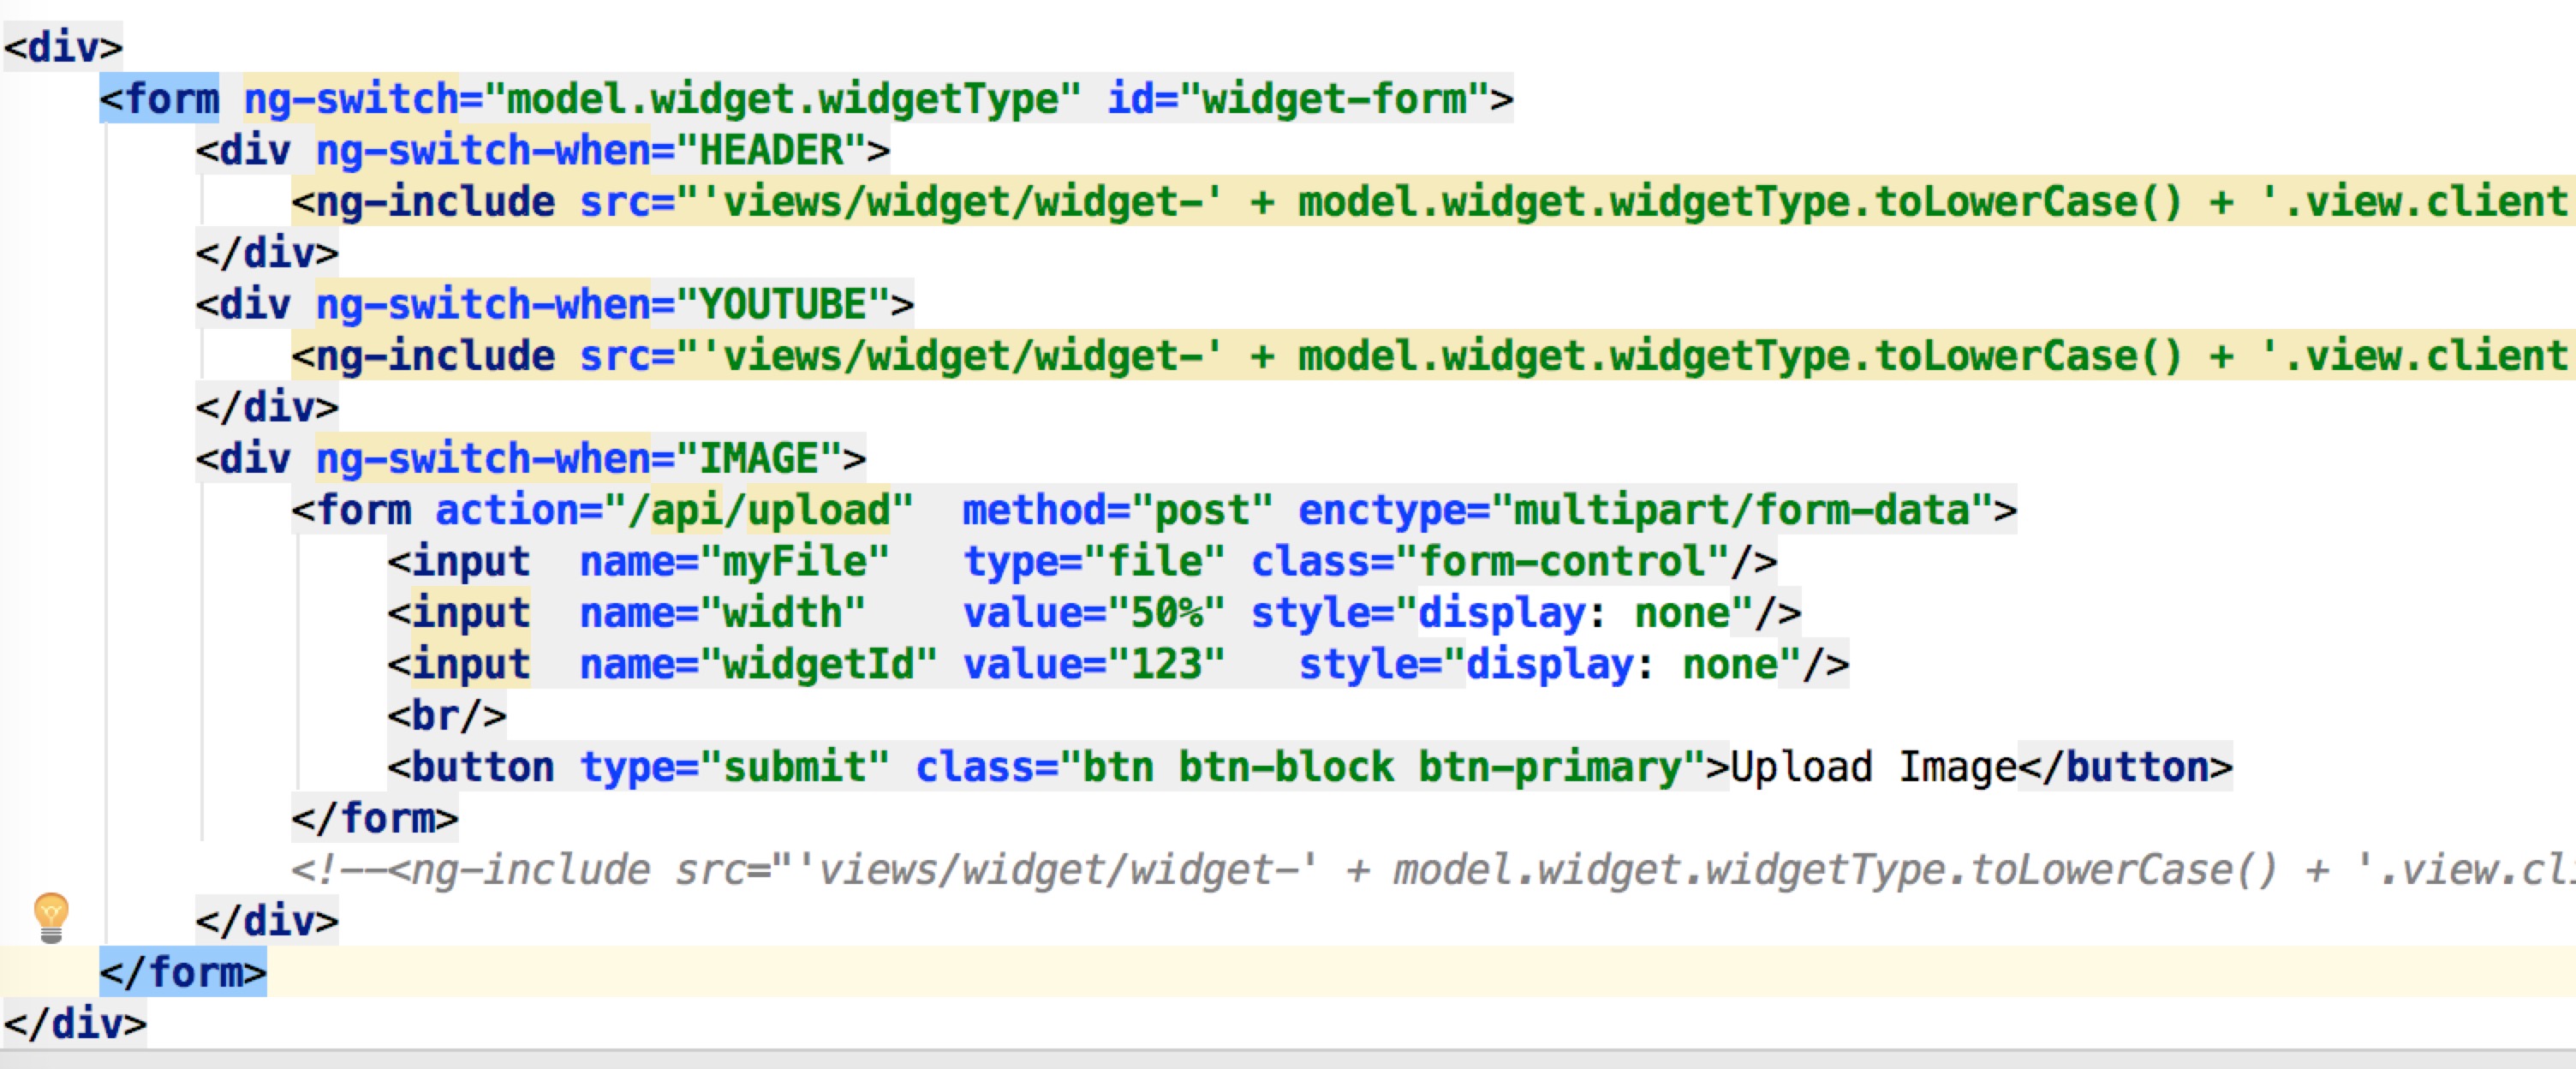 <div>
<form ng-switch="model.widget.widgetType" id="widget-form">
<div ng-switch-when="HEADER">
<ng-include src="'views/widget/widget-' + model.widget.widgetType.toLowerCase() + '.view.client
</div>
<div ng-switch-when="YOUTUBE">
<ng-include src="'views/widget/widget-' + model.widget.widgetType.toLowerCase() + '.view.client
</div>
<div ng-switch-when="IMAGE">
<form action="/api/upload" method="post" enctype="multipart/form-data">
<input name="myFile" type="file" class="form-control"/>
<input name="width" value="50%" style="display: none"/>
<input name="widgetId" value="123" style="display: none"/>
<br/>
<button type="submit" class="btn btn-block btn-primary">Upload Image</button>
</form>
<!--<ng-include src="'views/widget/widget-' + model.widget.widgetType.toLowerCase() + '.view.cli
</div>
</form>
</div>